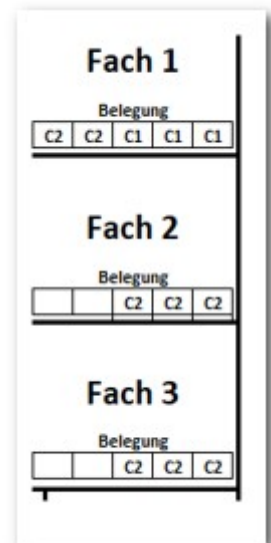 Fach 1
Belegung
C2 C2 C1 C1 C1
Fach 2
Belegung
C2 C2 C2
Fach 3
Belegung
C2 C2 C2